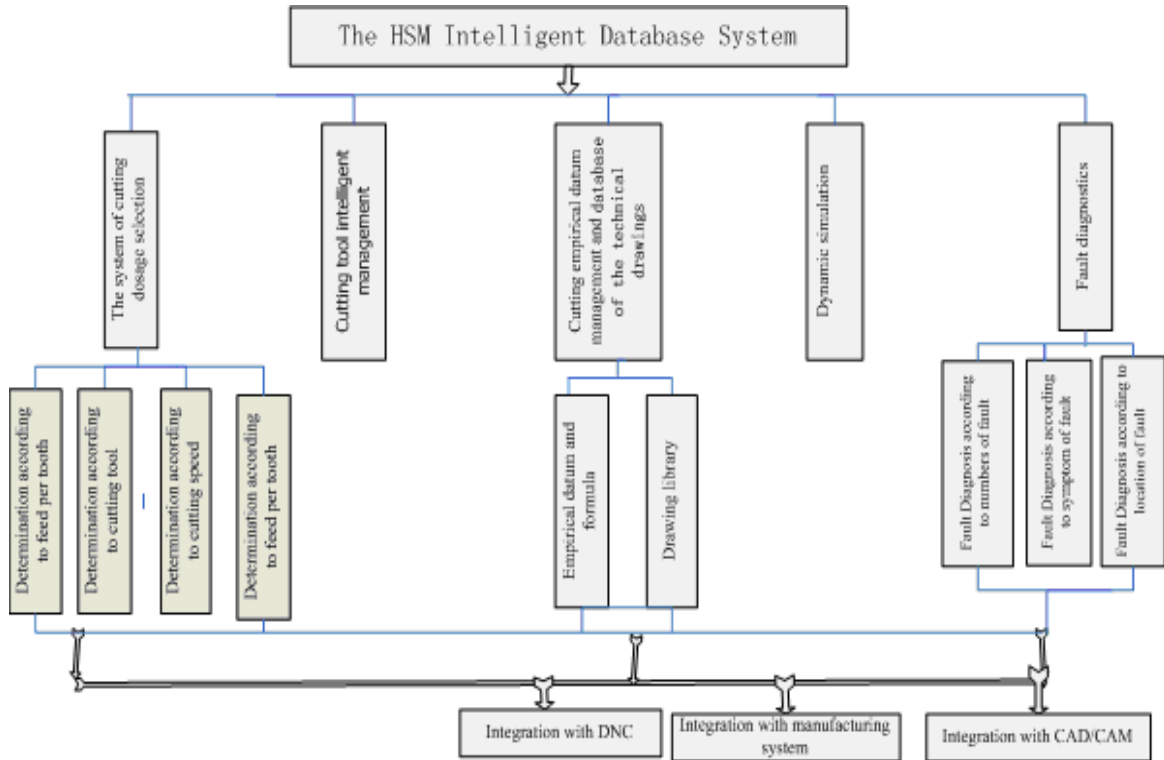 The HSM Intelligent Database System
The system of cutting
dosage selection
Cutting tool intelligent
management
Cutting empirical datum
management and database
of the technical
drawings
Dynamic simulation
Fault diagnostics
Determination according
to feed per tooth
Determination according
to cutting tool
Determination according
to cutting speed
Determination according
to feed per tooth
Empirical datum and
formula
Drawing library
Fault Diagnosis according
to numbers of fault
Fault Diagnosis according
to symptom of fault
Fault Diagnosis according to
location of fault
Integration with DNC
Integration with manufacturing
system
Integration with CAD/CAM